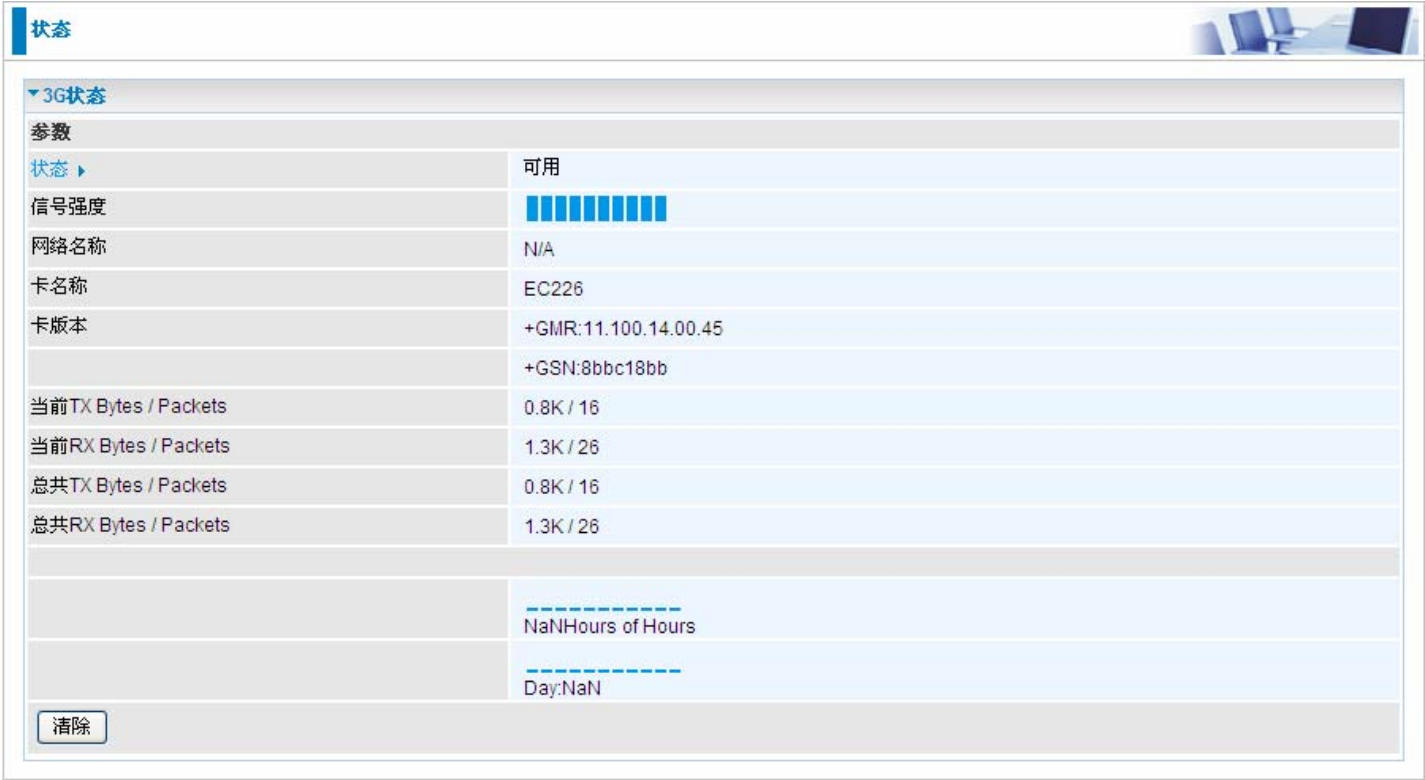 状态
3G状态
参数
状态 可用
信号强度
网络名称 N/A
卡名称 EC226
卡版本 +GMR:11.100.14.00.45
+GSN:8bbc18bb
当前TX Bytes / Packets 0.8K / 16
当前RX Bytes / Packets 1.3K / 26
总共TX Bytes / Packets 0.8K / 16
总共RX Bytes / Packets 1.3K / 26
NaNHours of Hours
Day:NaN
清除